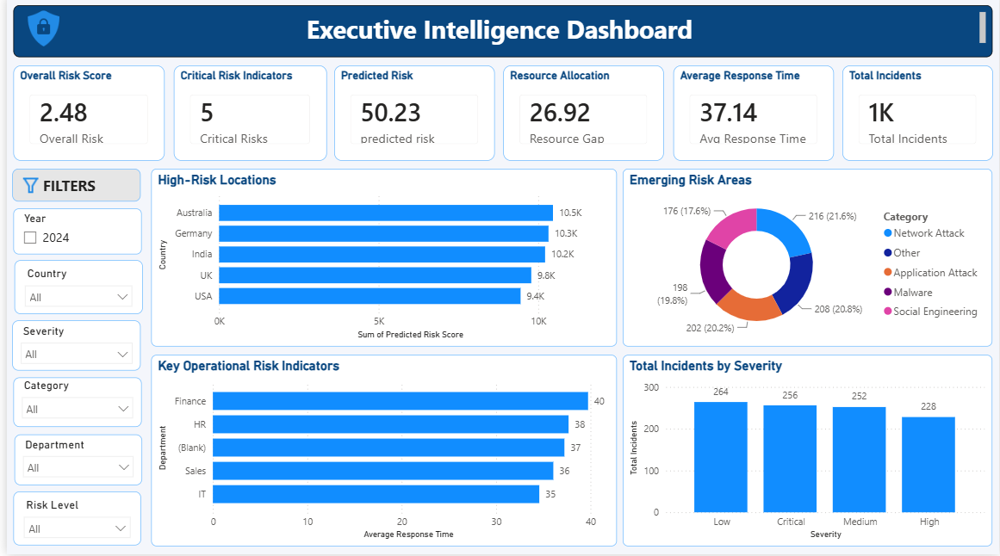 Executive Intelligence Dashboard
Overall Risk Score
2.48
Overall Risk
Critical Risk Indicators
5
Critical Risks
Predicted Risk
50.23
predicted risk
Resource Allocation
26.92
Resource Gap
Average Response Time
37.14
Avg Response Time
Total Incidents
1K
Total Incidents
FILTERS
Year
2024
Country
All
Severity
All
Category
All
Department
All
Risk Level
All
High-Risk Locations
Country
Australia 10.5K
Germany 10.3K
India 10.2K
UK 9.8K
USA 9.4K
0K 5K 10K
Sum of Predicted Risk Score
Emerging Risk Areas
176 (17.6%)
216 (21.6%)
198
(19.8%)
208 (20.8%)
202 (20.2%)
Category
Network Attack
Other
Application Attack
Malware
Social Engineering
Key Operational Risk Indicators
Department
Finance 40
HR 38
(Blank) 37
Sales 36
IT 35
0 10 20 30 40
Average Response Time
Total Incidents by Severity
Total Incidents
300
200
100
0
264 256 252 228
Low Critical Medium High
Severity